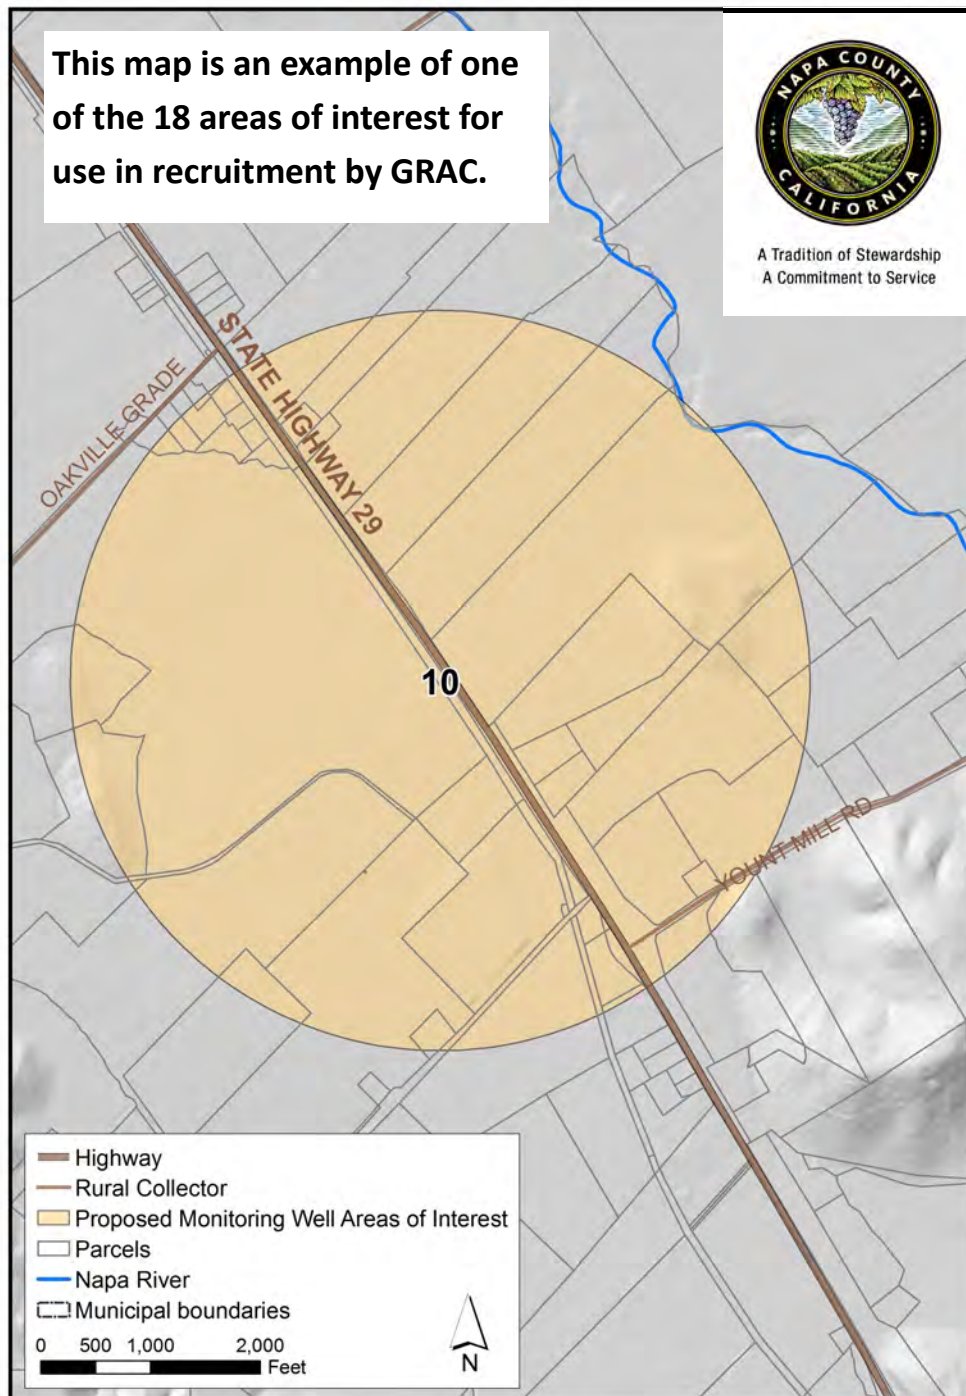 This map is an example of one
of the 18 areas of interest for
use in recruitment by GRAC.
NAPA COUNTY
CALIFORNIA
A Tradition of Stewardship
A Commitment to Service
STATE HIGHWAY 29
OAKVILLE GRADE
10
YOUNT MILL RD
Highway
Rural Collector
Proposed Monitoring Well Areas of Interest
Parcels
Napa River
Municipal boundaries
0 500 1,000 2,000
Feet
N